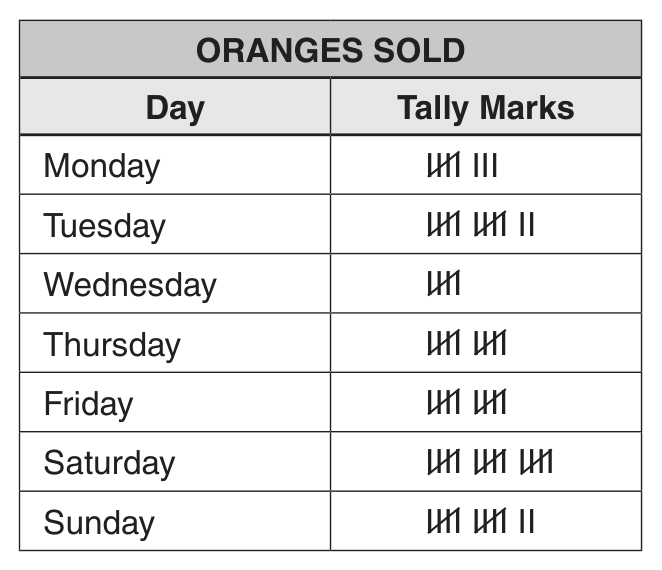 ORANGES SOLD
Day Tally Marks
Monday
Tuesday
Wednesday
Thursday
Friday
Saturday
Sunday